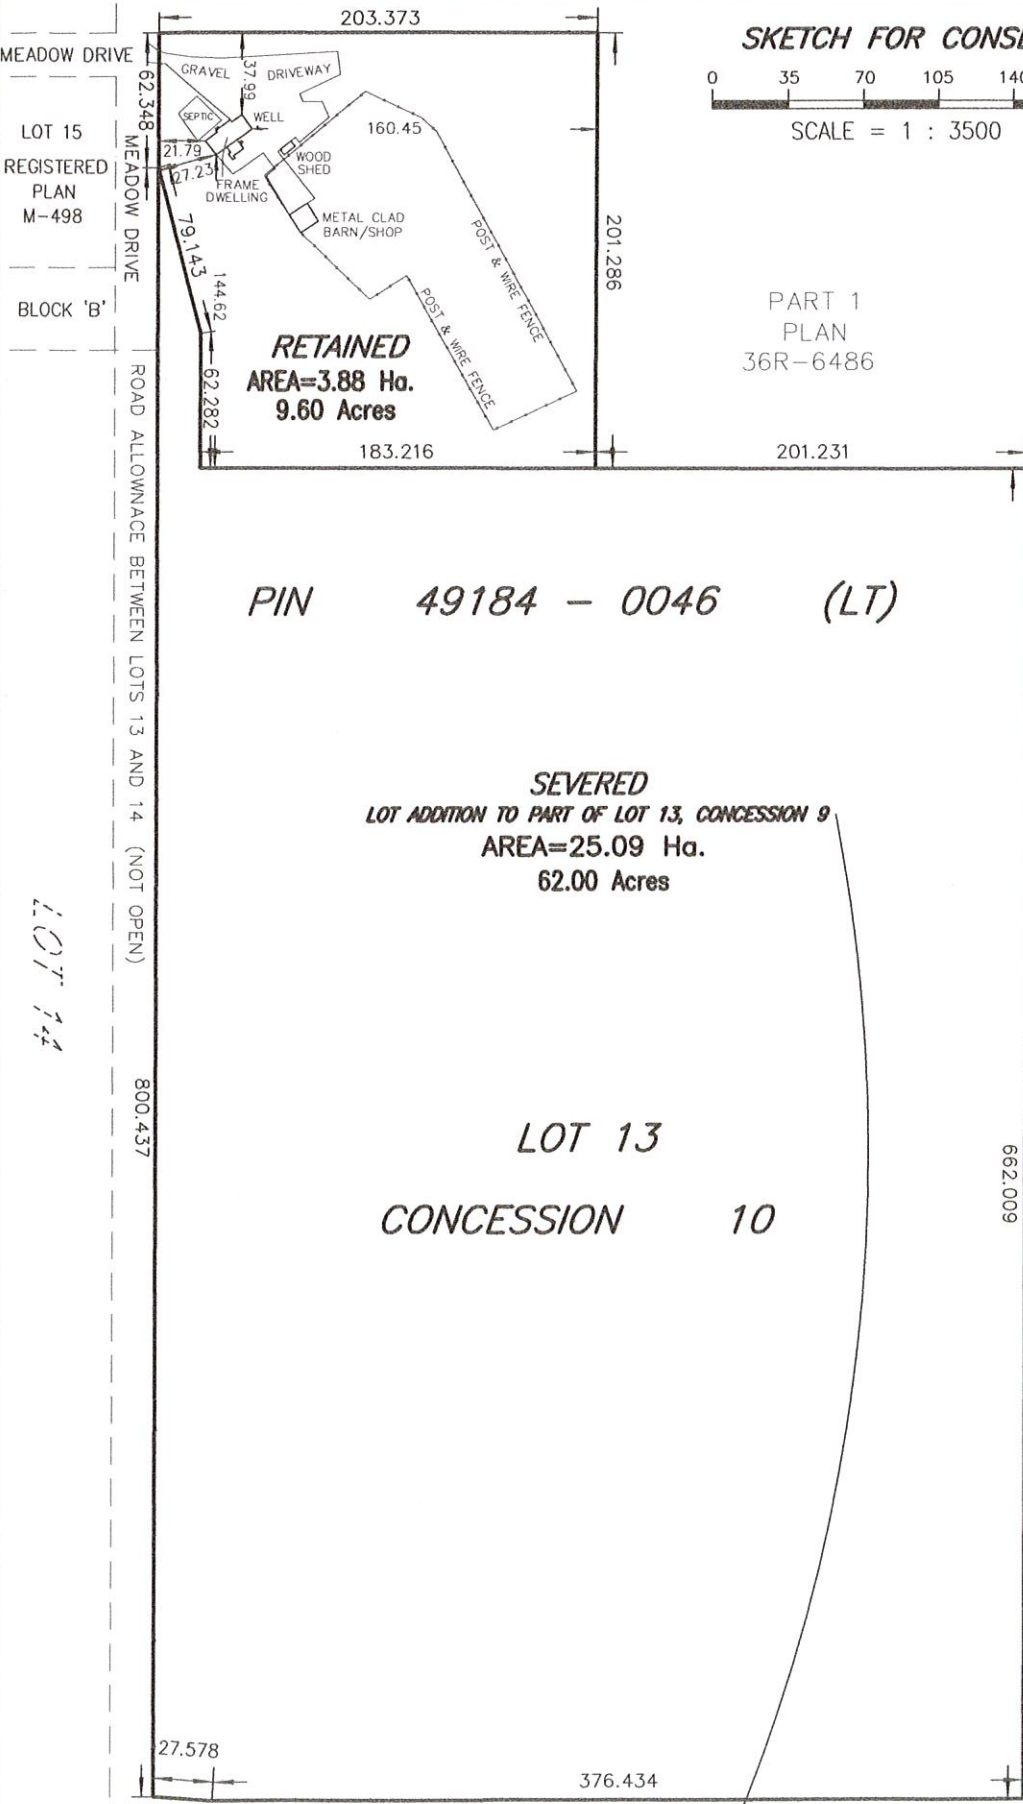 203.373
SKETCH FOR CONSE
MEADOW DRIVE
0 35 70 105 140
SCALE = 1 : 3500
62.348
GRAVEL DRIVEWAY
37.99
SEPTIC
WELL
160.45
LOT 15
REGISTERED
PLAN
M-498
MEADOW DRIVE
21.79
27.23
WOOD
SHED
FRAME
DWELLING
METAL CLAD
BARN/SHOP
79.143
144.62
POST & WIRE FENCE
POST & WIRE FENCE
201.286
PART 1
PLAN
36R-6486
BLOCK 'B'
RETAINED
AREA=3.88 Ha.
9.60 Acres
62.282
183.216
201.231
ROAD ALLOWNACE BETWEEN LOTS 13 AND 14 (NOT OPEN)
PIN 49184 - 0046 (LT)
SEVERED
LOT ADDITION TO PART OF LOT 13, CONCESSION 9
AREA=25.09 Ha.
62.00 Acres
LOT 14
800.437
LOT 13
CONCESSION 10
662.009
27.578
376.434